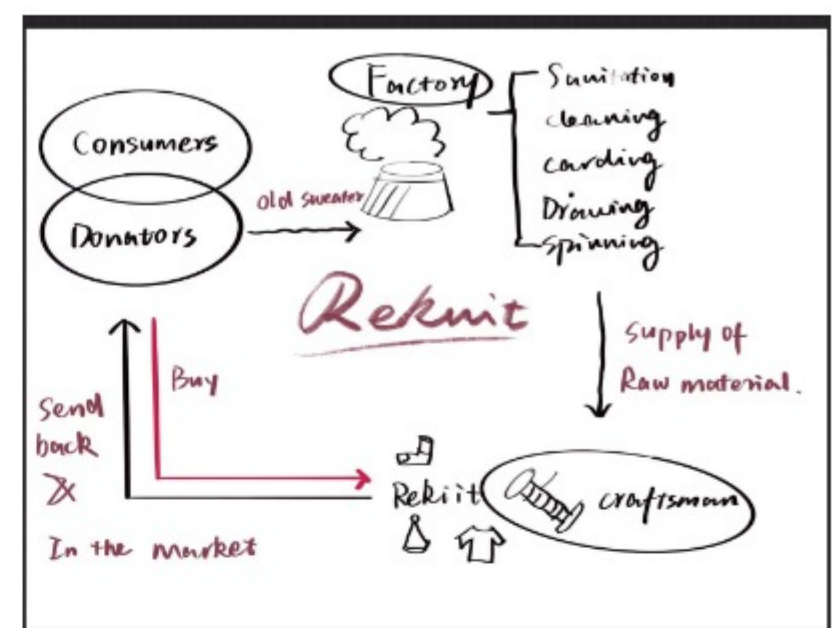 Factory
Sanitation
cleaning
carding
Drawing
spinning
Consumers
Donators
old sweater
Reknit
Supply of
Raw material.
Buy
Send
back
In the market
Rekiit
craftsman